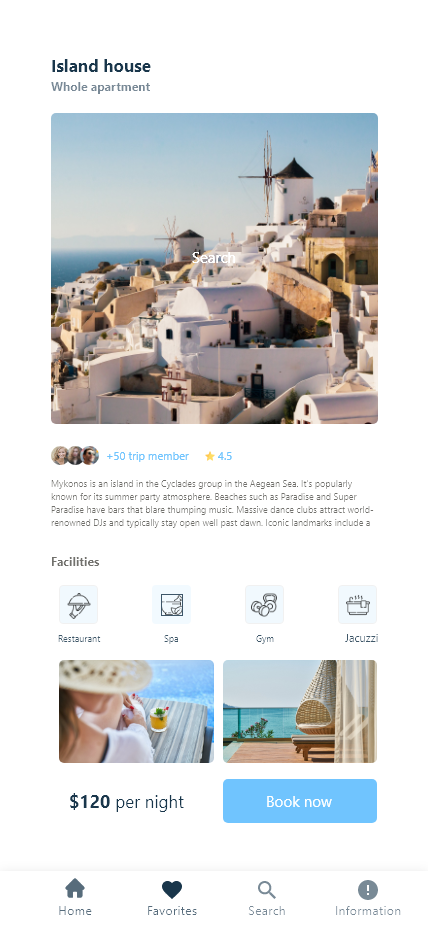 Island house
Whole apartment
Search
+50 trip member
4.5
Mykonos is an island in the Cyclades group in the Aegean Sea. It's popularly
known for its summer party atmosphere. Beaches such as Paradise and Super
Paradise have bars that blare thumping music. Massive dance clubs attract world-
renowned DJs and typically stay open well past dawn. Iconic landmarks include a
Facilities
Restaurant
Spa
Gym
Jacuzzi
$120 per night
Book now
Home
Favorites
Search
Information